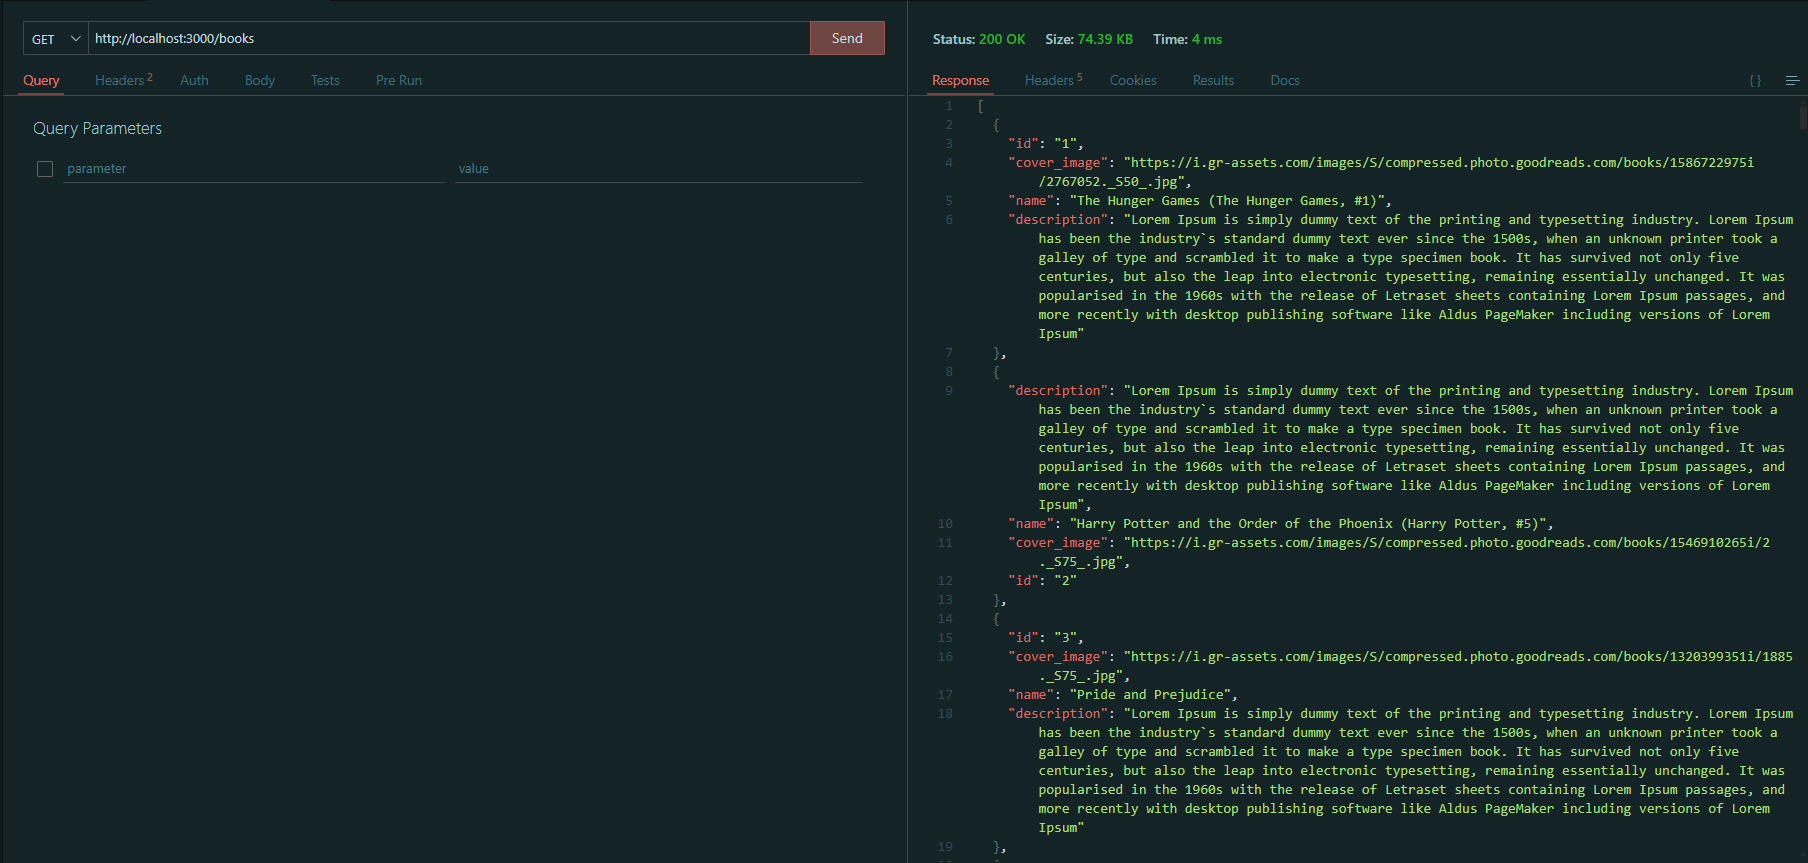 GET http://localhost:3000/books Send
Query Headers 2 Auth Body Tests Pre Run
Query Parameters
parameter value
Status: 200 OK Size: 74.39 KB Time: 4 ms
Response Headers 5 Cookies Results Docs {}
1 [
2 {
3 "id": "1",
4 "cover_image": "https://i.gr-assets.com/images/S/compressed.photo.goodreads.com/books/1586722975i
/2767052._S50_.jpg",
5 "name": "The Hunger Games (The Hunger Games, #1)",
6 "description": "Lorem Ipsum is simply dummy text of the printing and typesetting industry. Lorem Ipsum
has been the industry`s standard dummy text ever since the 1500s, when an unknown printer took a
galley of type and scrambled it to make a type specimen book. It has survived not only five
centuries, but also the leap into electronic typesetting, remaining essentially unchanged. It was
popularised in the 1960s with the release of Letraset sheets containing Lorem Ipsum passages, and
more recently with desktop publishing software like Aldus PageMaker including versions of Lorem
Ipsum"
7 },
8 {
9 "description": "Lorem Ipsum is simply dummy text of the printing and typesetting industry. Lorem Ipsum
has been the industry`s standard dummy text ever since the 1500s, when an unknown printer took a
galley of type and scrambled it to make a type specimen book. It has survived not only five
centuries, but also the leap into electronic typesetting, remaining essentially unchanged. It was
popularised in the 1960s with the release of Letraset sheets containing Lorem Ipsum passages, and
more recently with desktop publishing software like Aldus PageMaker including versions of Lorem
Ipsum",
10 "name": "Harry Potter and the Order of the Phoenix (Harry Potter, #5)",
11 "cover_image": "https://i.gr-assets.com/images/S/compressed.photo.goodreads.com/books/1546910265i/2
._S75_.jpg",
12 "id": "2"
13 },
14 {
15 "id": "3",
16 "cover_image": "https://i.gr-assets.com/images/S/compressed.photo.goodreads.com/books/1320399351i/1885
._S75_.jpg",
17 "name": "Pride and Prejudice",
18 "description": "Lorem Ipsum is simply dummy text of the printing and typesetting industry. Lorem Ipsum
has been the industry`s standard dummy text ever since the 1500s, when an unknown printer took a
galley of type and scrambled it to make a type specimen book. It has survived not only five
centuries, but also the leap into electronic typesetting, remaining essentially unchanged. It was
popularised in the 1960s with the release of Letraset sheets containing Lorem Ipsum passages, and
more recently with desktop publishing software like Aldus PageMaker including versions of Lorem
Ipsum"
19 },